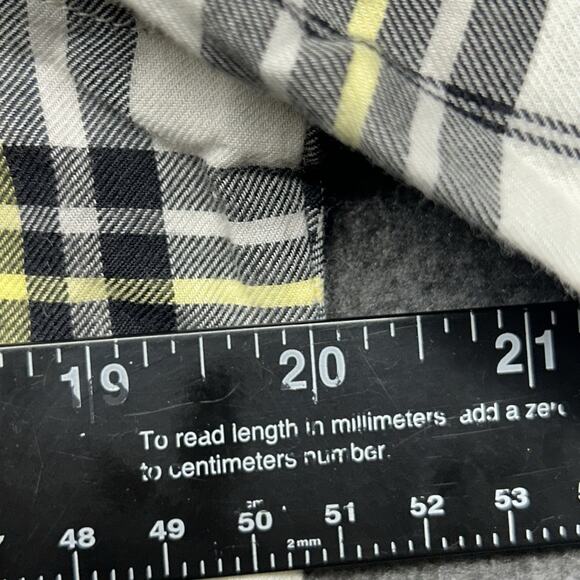 19 20 21
To read length in millimeters add a zero
to centimeters number.
cm
48 49 50 51 52 53
2mm